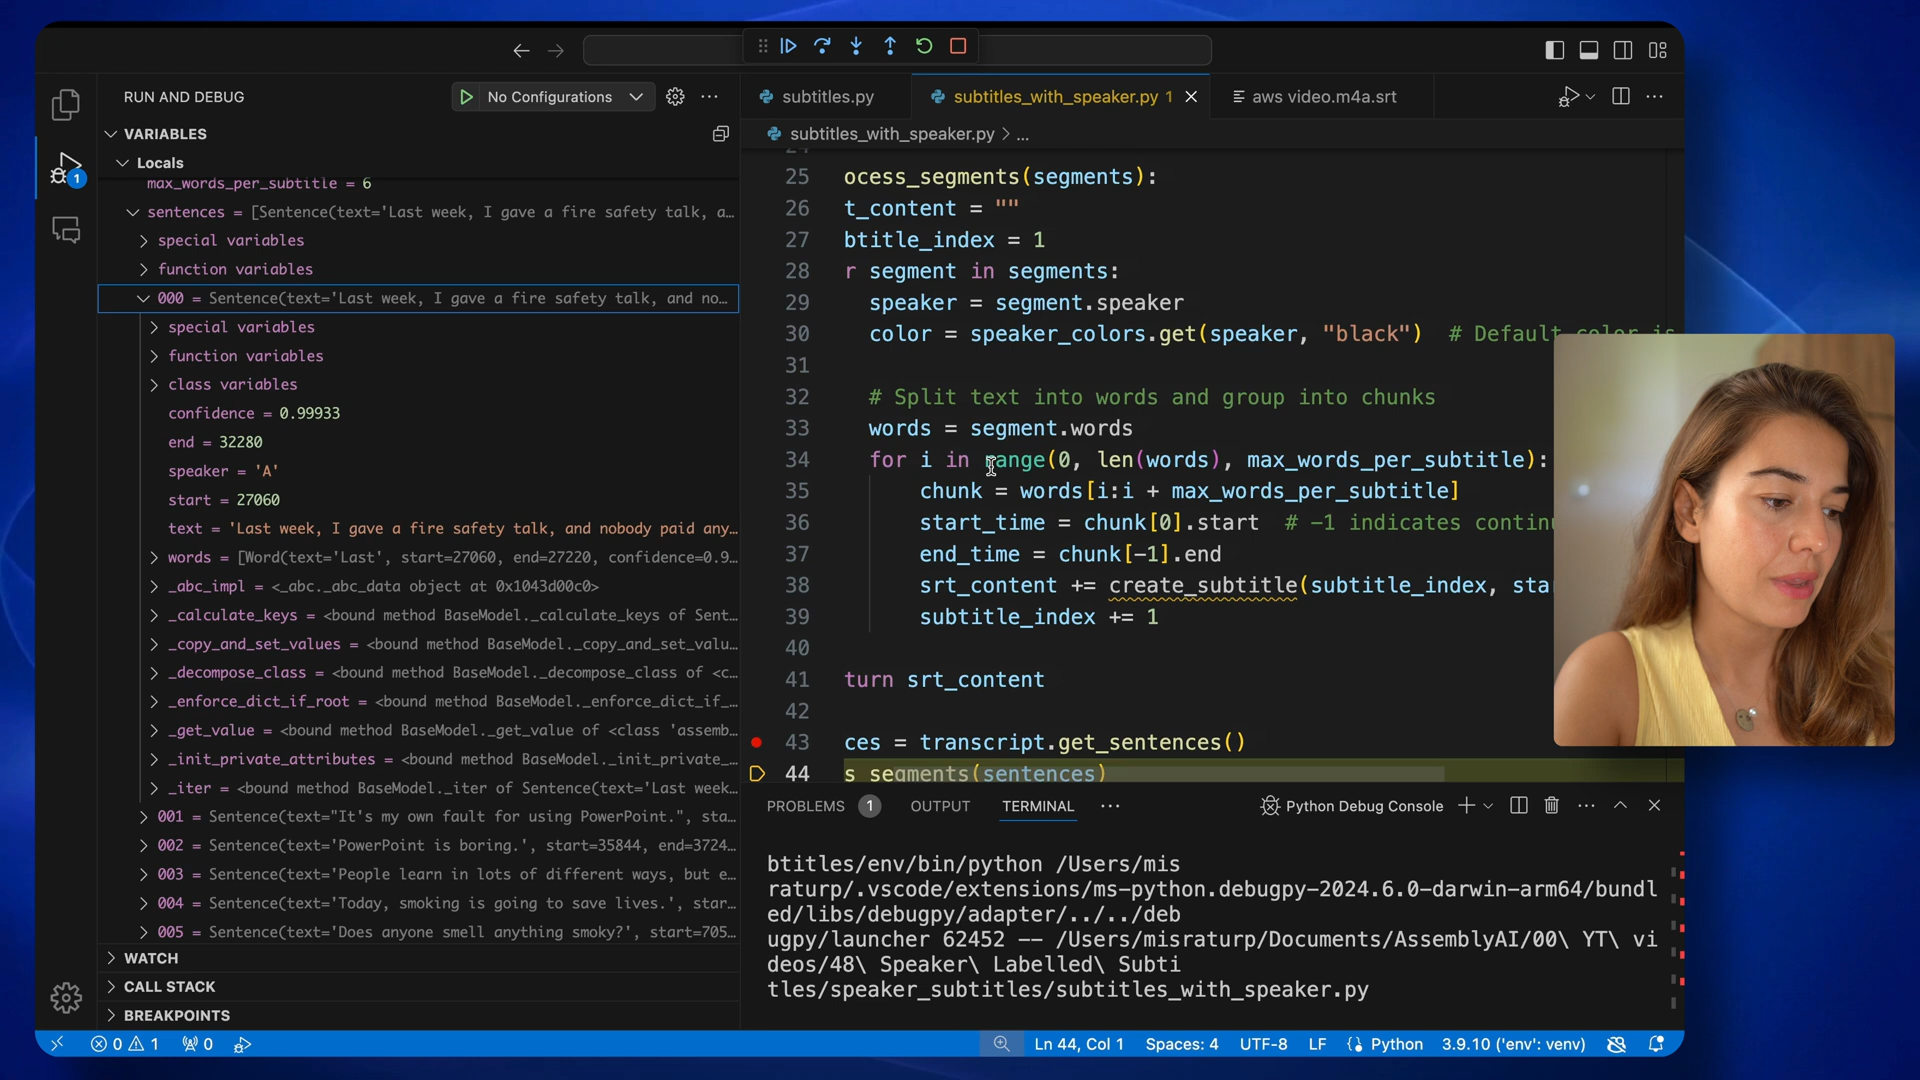 RUN AND DEBUG
No Configurations
VARIABLES
Locals
max_words_per_subtitle = 6
sentences = [Sentence(text='Last week, I gave a fire safety talk, a…
special variables
function variables
000 = Sentence(text='Last week, I gave a fire safety talk, and no…
special variables
function variables
class variables
confidence = 0.99933
end = 32280
speaker = 'A'
start = 27060
text = 'Last week, I gave a fire safety talk, and nobody paid any…
words = [Word(text='Last', start=27060, end=27220, confidence=0.9…
_abc_impl = <_abc._abc_data object at 0x1043d00c0>
_calculate_keys = <bound method BaseModel._calculate_keys of Sent…
_copy_and_set_values = <bound method BaseModel._copy_and_set_valu…
_decompose_class = <bound method BaseModel._decompose_class of <c…
_enforce_dict_if_root = <bound method BaseModel._enforce_dict_if_…
_get_value = <bound method BaseModel._get_value of <class 'assemb…
_init_private_attributes = <bound method BaseModel._init_private_…
_iter = <bound method BaseModel._iter of Sentence(text='Last week…
001 = Sentence(text="It's my own fault for using PowerPoint.", sta…
002 = Sentence(text='PowerPoint is boring.', start=35844, end=3724…
003 = Sentence(text='People learn in lots of different ways, but e…
004 = Sentence(text='Today, smoking is going to save lives.', star…
005 = Sentence(text='Does anyone smell anything smoky?', start=705…
WATCH
CALL STACK
BREAKPOINTS
subtitles.py
subtitles_with_speaker.py 1
aws video.m4a.srt
subtitles_with_speaker.py > ...
24
25 ocess_segments(segments):
26 t_content = ""
27 btitle_index = 1
28 r segment in segments:
29 speaker = segment.speaker
30 color = speaker_colors.get(speaker, "black") # Default color is
31
32 # Split text into words and group into chunks
33 words = segment.words
34 for i in range(0, len(words), max_words_per_subtitle):
35 chunk = words[i:i + max_words_per_subtitle]
36 start_time = chunk[0].start # -1 indicates contin
37 end_time = chunk[-1].end
38 srt_content += create_subtitle(subtitle_index, sta
39 subtitle_index += 1
40
41 turn srt_content
42
43 ces = transcript.get_sentences()
44 s_segments(sentences)
PROBLEMS 1
OUTPUT
TERMINAL
Python Debug Console
btitles/env/bin/python /Users/mis
raturp/.vscode/extensions/ms-python.debugpy-2024.6.0-darwin-arm64/bundl
ed/libs/debugpy/adapter/../../deb
ugpy/launcher 62452 -- /Users/misraturp/Documents/AssemblyAI/00\ YT\ vi
deos/48\ Speaker\ Labelled\ Subti
tles/speaker_subtitles/subtitles_with_speaker.py
1
0 1 0
Ln 44, Col 1
Spaces: 4
UTF-8
LF
Python
3.9.10 ('env': venv)